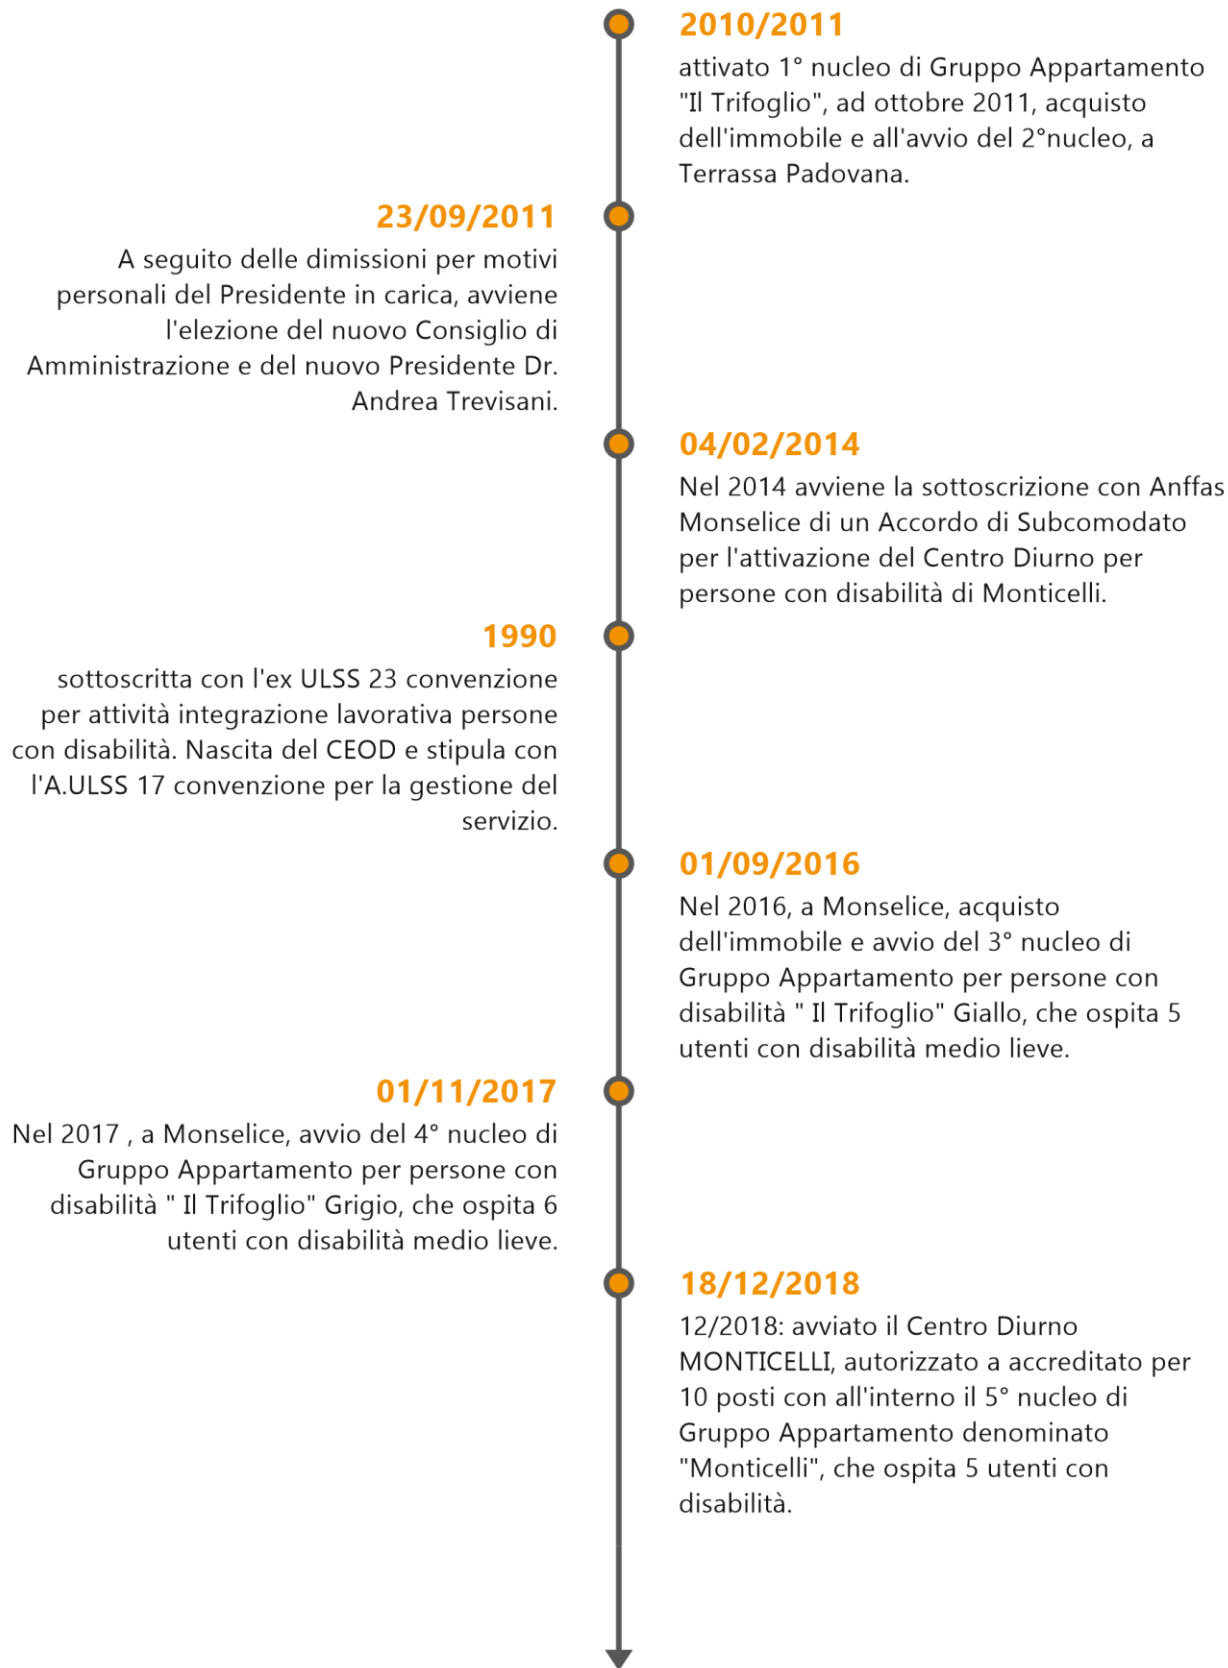 2010/2011
attivato 1° nucleo di Gruppo Appartamento
"Il Trifoglio", ad ottobre 2011, acquisto
dell'immobile e all'avvio del 2°nucleo, a
Terrassa Padovana.
23/09/2011
A seguito delle dimissioni per motivi
personali del Presidente in carica, avviene
l'elezione del nuovo Consiglio di
Amministrazione e del nuovo Presidente Dr.
Andrea Trevisani.
04/02/2014
Nel 2014 avviene la sottoscrizione con Anffas
Monselice di un Accordo di Subcomodato
per l'attivazione del Centro Diurno per
persone con disabilità di Monticelli.
1990
sottoscritta con l'ex ULSS 23 convenzione
per attività integrazione lavorativa persone
con disabilità. Nascita del CEOD e stipula con
l'A.ULSS 17 convenzione per la gestione del
servizio.
01/09/2016
Nel 2016, a Monselice, acquisto
dell'immobile e avvio del 3° nucleo di
Gruppo Appartamento per persone con
disabilità " Il Trifoglio" Giallo, che ospita 5
utenti con disabilità medio lieve.
01/11/2017
Nel 2017 , a Monselice, avvio del 4° nucleo di
Gruppo Appartamento per persone con
disabilità " Il Trifoglio" Grigio, che ospita 6
utenti con disabilità medio lieve.
18/12/2018
12/2018: avviato il Centro Diurno
MONTICELLI, autorizzato a accreditato per
10 posti con all'interno il 5° nucleo di
Gruppo Appartamento denominato
"Monticelli", che ospita 5 utenti con
disabilità.